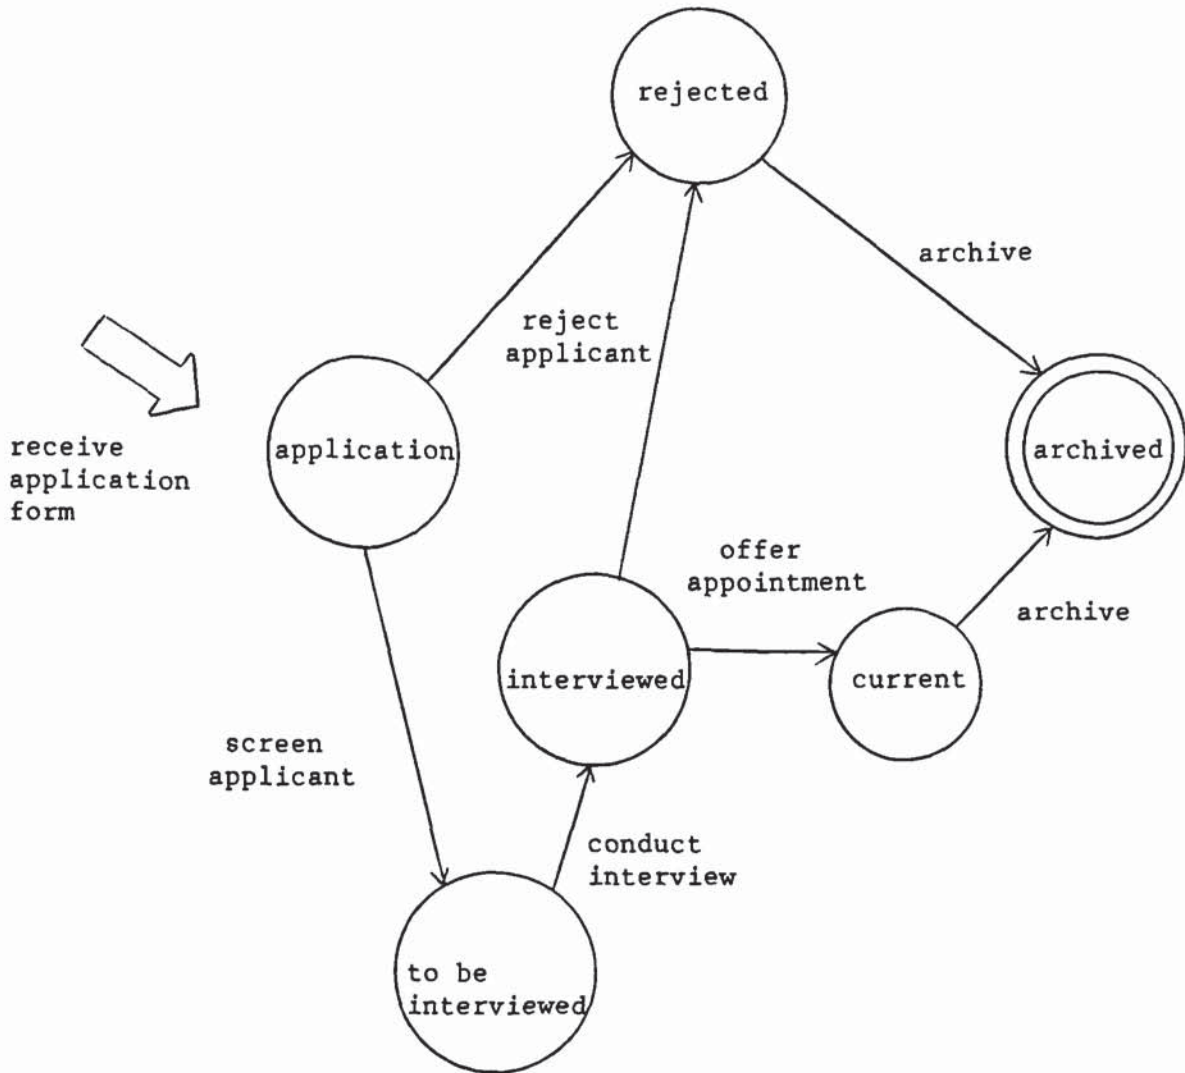 rejected
archive
reject
applicant
receive
application
form
application
archived
offer
appointment
archive
interviewed
current
screen
applicant
conduct
interview
to be
interviewed